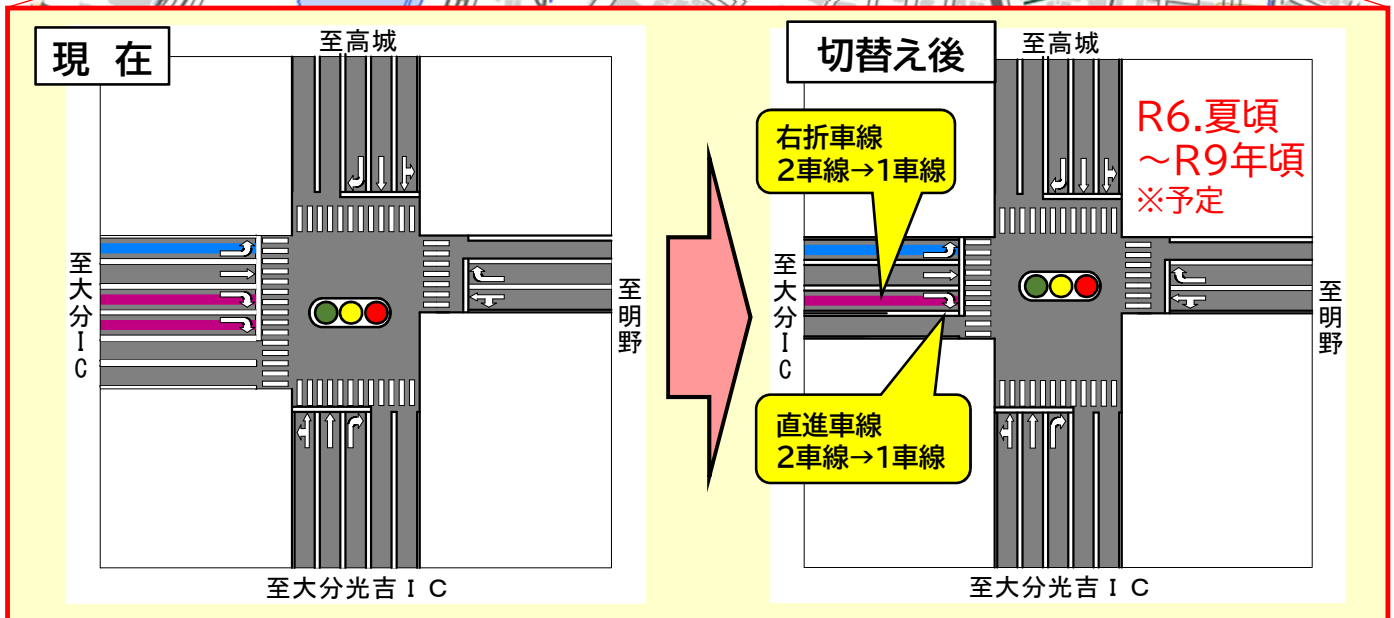 現 在
至高城
至大分IC
至明野
至大分光吉IC
切替え後
至高城
R6.夏頃
～R9年頃
※予定
右折車線
2車線→1車線
至大分IC
至明野
直進車線
2車線→1車線
至大分光吉IC